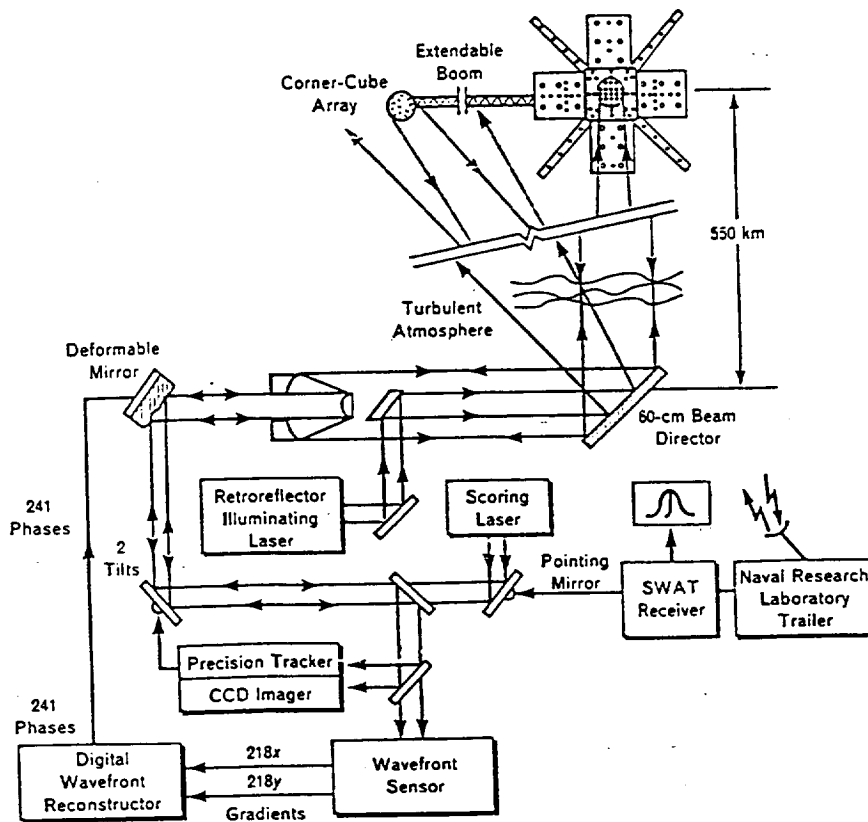 Extendable
Boom
Corner-Cube
Array
550 km
Turbulent
Atmosphere
Deformable
Mirror
60-cm Beam
Director
241
Phases
Retroreflector
Illuminating
Laser
Scoring
Laser
2
Tilts
Pointing
Mirror
SWAT
Receiver
Naval Research
Laboratory
Trailer
Precision Tracker
CCD Imager
241
Phases
Digital
Wavefront
Reconstructor
218x
218y
Gradients
Wavefront
Sensor